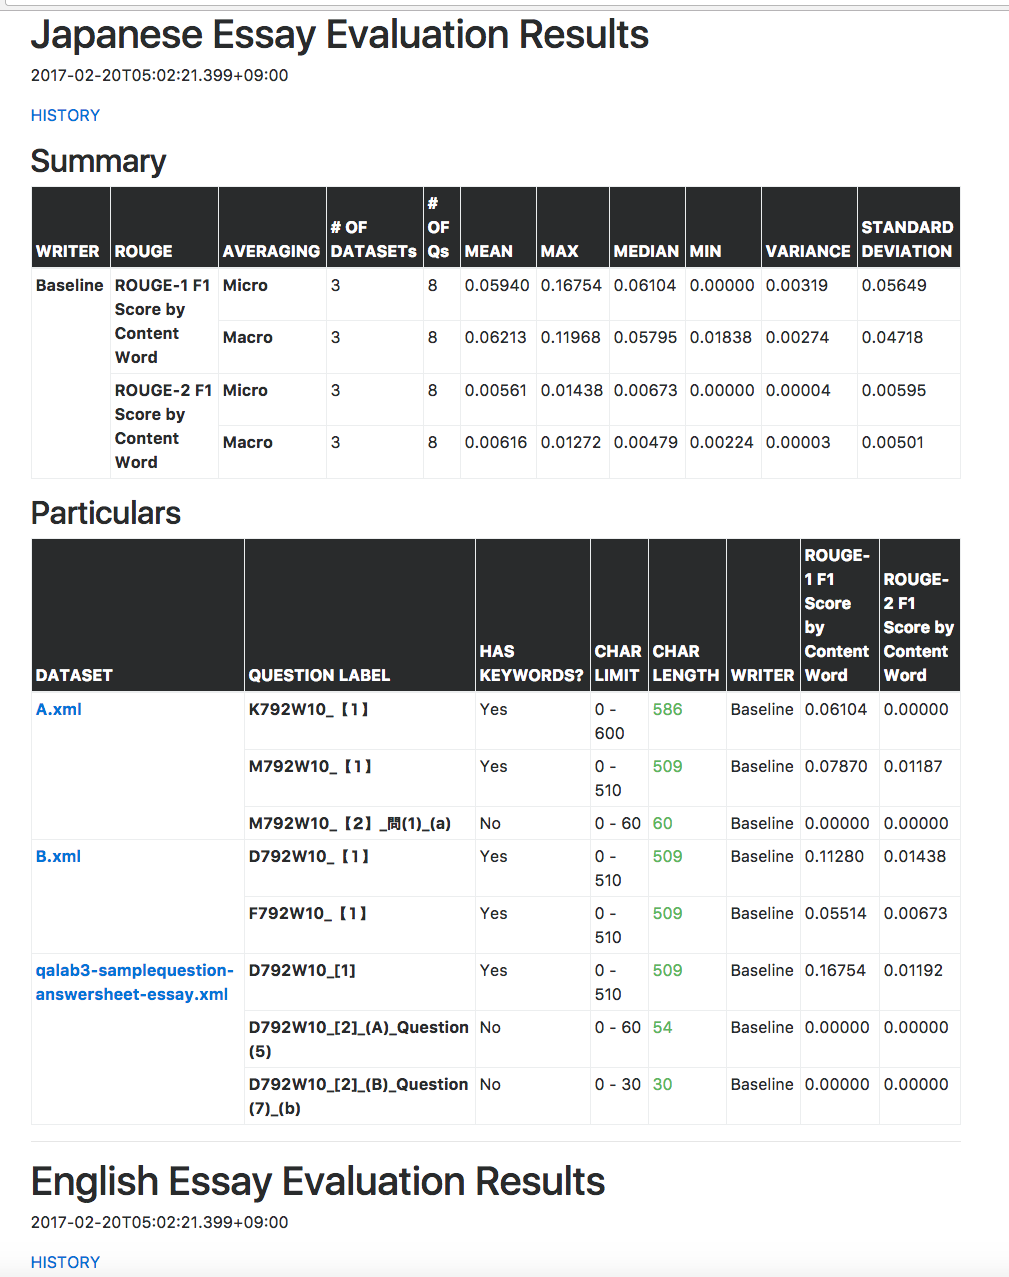 Japanese Essay Evaluation Results
2017-02-20T05:02:21.399+09:00
HISTORY
Summary
WRITER ROUGE AVERAGING # OF DATASETs # OF Qs MEAN MAX MEDIAN MIN VARIANCE STANDARD DEVIATION
Baseline ROUGE-1 F1 Score by Content Word Micro 3 8 0.05940 0.16754 0.06104 0.00000 0.00319 0.05649
Macro 3 8 0.06213 0.11968 0.05795 0.01838 0.00274 0.04718
ROUGE-2 F1 Score by Content Word Micro 3 8 0.00561 0.01438 0.00673 0.00000 0.00004 0.00595
Macro 3 8 0.00616 0.01272 0.00479 0.00224 0.00003 0.00501
Particulars
DATASET QUESTION LABEL HAS KEYWORDS? CHAR LIMIT CHAR LENGTH WRITER ROUGE-1 F1 Score by Content Word ROUGE-2 F1 Score by Content Word
A.xml K792W10_【1】 Yes 0 - 600 586 Baseline 0.06104 0.00000
M792W10_【1】 Yes 0 - 510 509 Baseline 0.07870 0.01187
M792W10_【2】_問(1)_(a) No 0 - 60 60 Baseline 0.00000 0.00000
B.xml D792W10_【1】 Yes 0 - 510 509 Baseline 0.11280 0.01438
F792W10_【1】 Yes 0 - 510 509 Baseline 0.05514 0.00673
qalab3-samplequestion-answersheet-essay.xml D792W10_[1] Yes 0 - 510 509 Baseline 0.16754 0.01192
D792W10_[2]_(A)_Question (5) No 0 - 60 54 Baseline 0.00000 0.00000
D792W10_[2]_(B)_Question (7)_(b) No 0 - 30 30 Baseline 0.00000 0.00000
English Essay Evaluation Results
2017-02-20T05:02:21.399+09:00
HISTORY